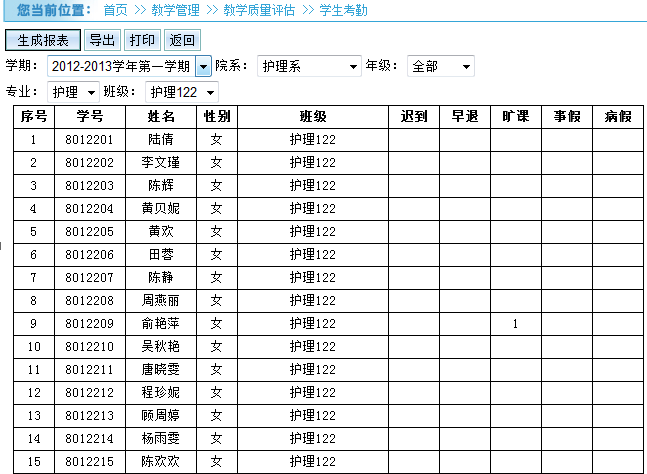 您当前位置： 首页 >> 教学管理 >> 教学质量评估 >> 学生考勤
生成报表 导出 打印 返回
学期： 2012-2013学年第一学期 院系： 护理系 年级： 全部
专业： 护理 班级： 护理122
序号 学号 姓名 性别 班级 迟到 早退 旷课 事假 病假
1 8012201 陆倩 女 护理122
2 8012202 李文瑾 女 护理122
3 8012203 陈辉 女 护理122
4 8012204 黄贝妮 女 护理122
5 8012205 黄欢 女 护理122
6 8012206 田蓉 女 护理122
7 8012207 陈静 女 护理122
8 8012208 周燕丽 女 护理122
9 8012209 俞艳萍 女 护理122 1
10 8012210 吴秋艳 女 护理122
11 8012211 唐晓雯 女 护理122
12 8012212 程珍妮 女 护理122
13 8012213 顾周婷 女 护理122
14 8012214 杨雨雯 女 护理122
15 8012215 陈欢欢 女 护理122